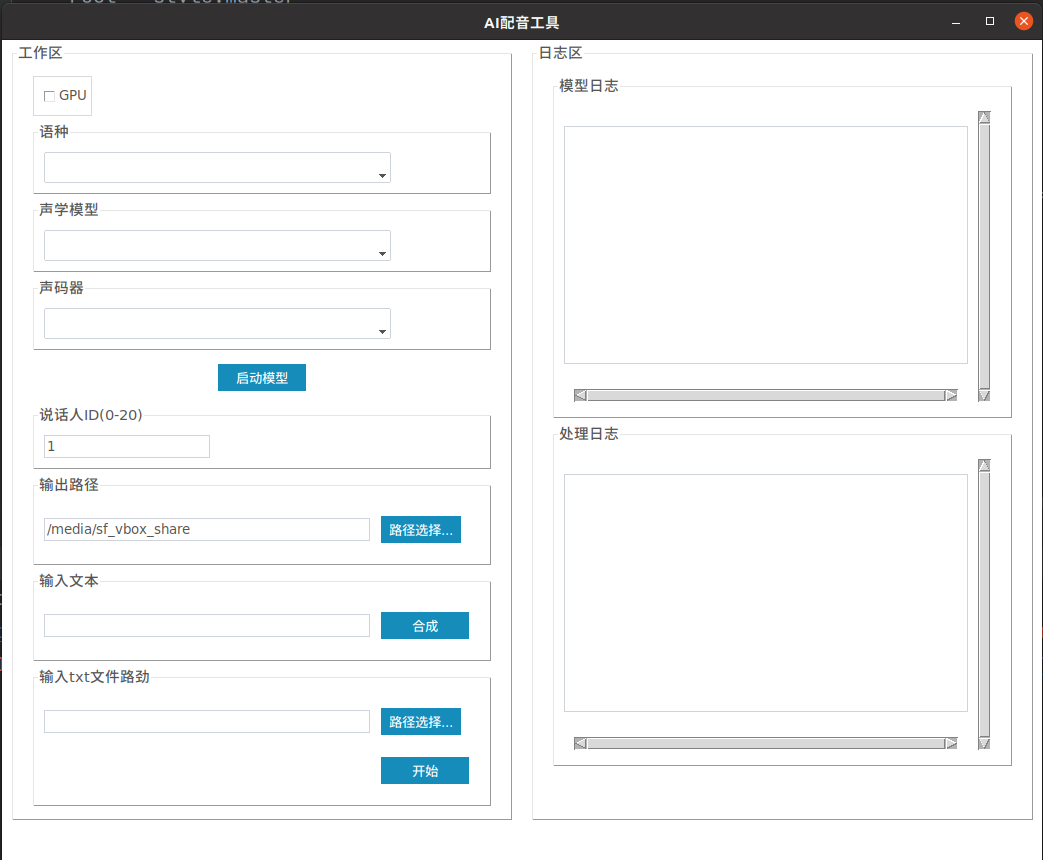 AI配音工具
工作区
GPU
语种
声学模型
声码器
启动模型
说话人ID(0-20)
1
输出路径
/media/sf_vbox_share
路径选择...
输入文本
合成
输入txt文件路劲
路径选择...
开始
日志区
模型日志
处理日志